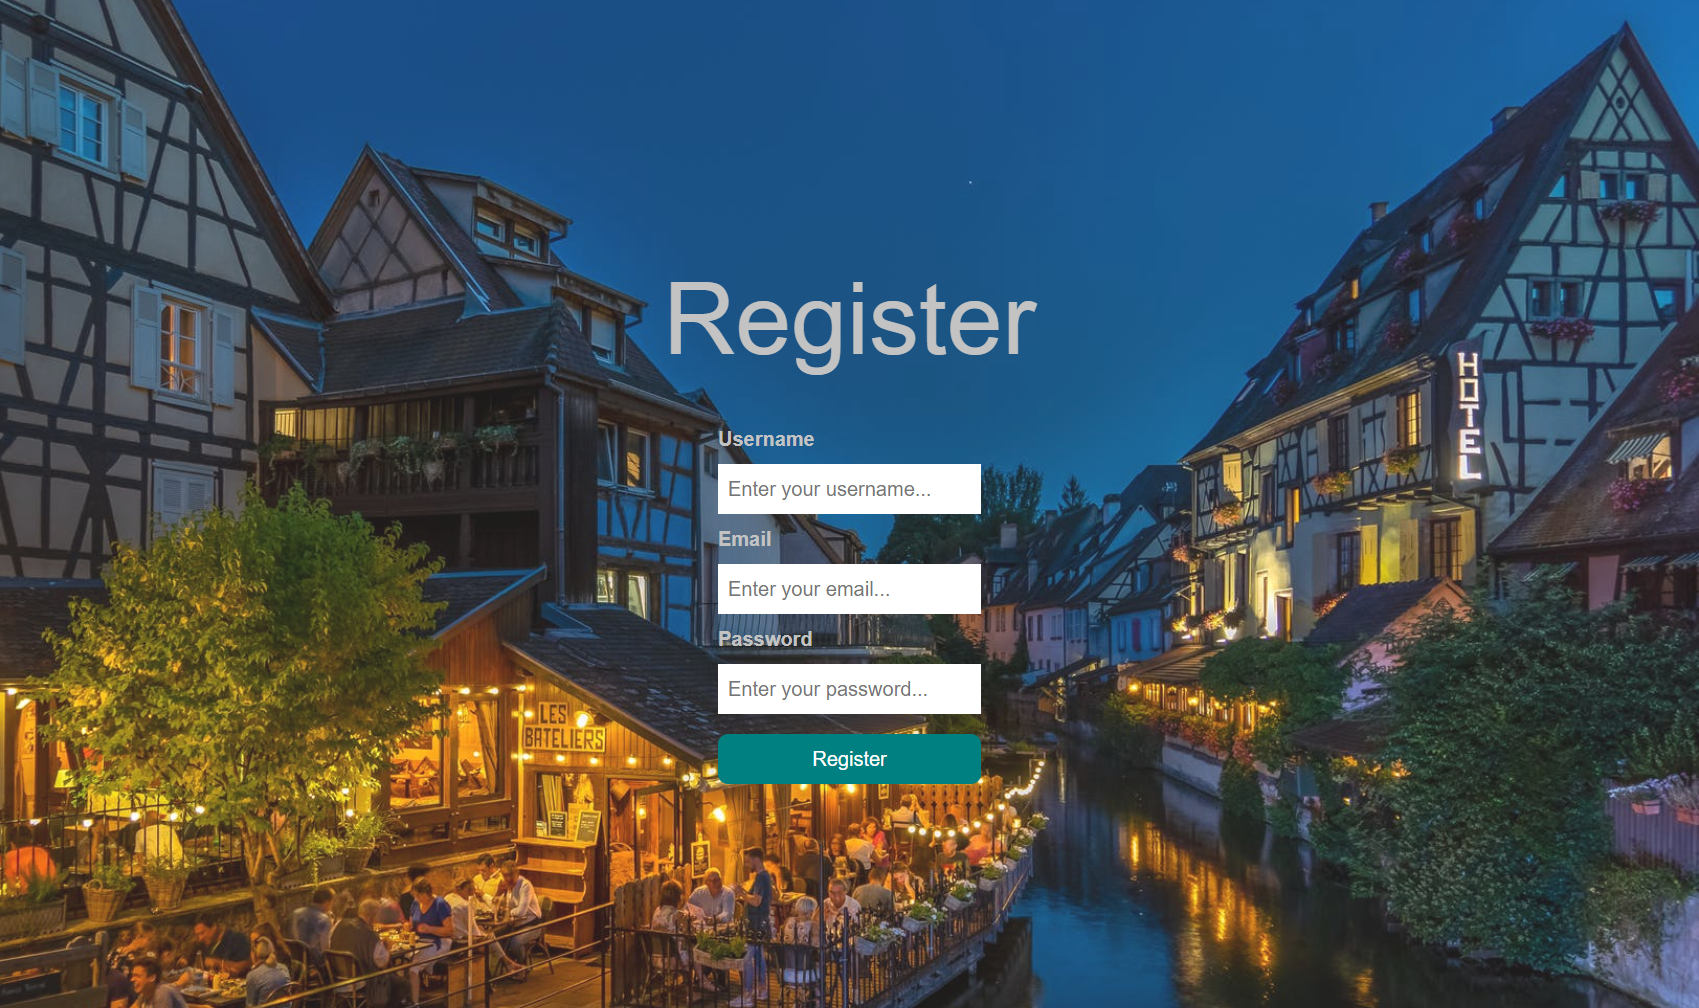 Register
HOTEL
Username
Enter your username...
Email
Enter your email...
Password
Enter your password...
LES
BATELIERS
Register